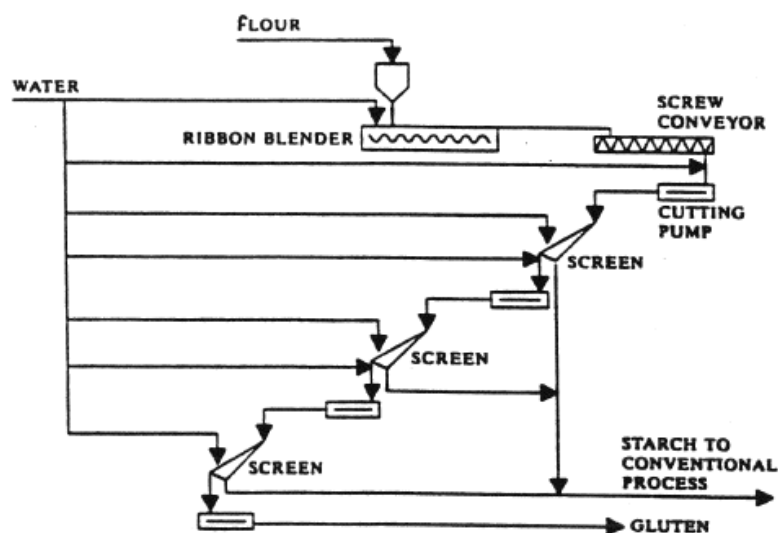 FLOUR
WATER
RIBBON BLENDER
SCREW
CONVEYOR
CUTTING
PUMP
SCREEN
SCREEN
SCREEN
STARCH TO
CONVENTIONAL
PROCESS
GLUTEN